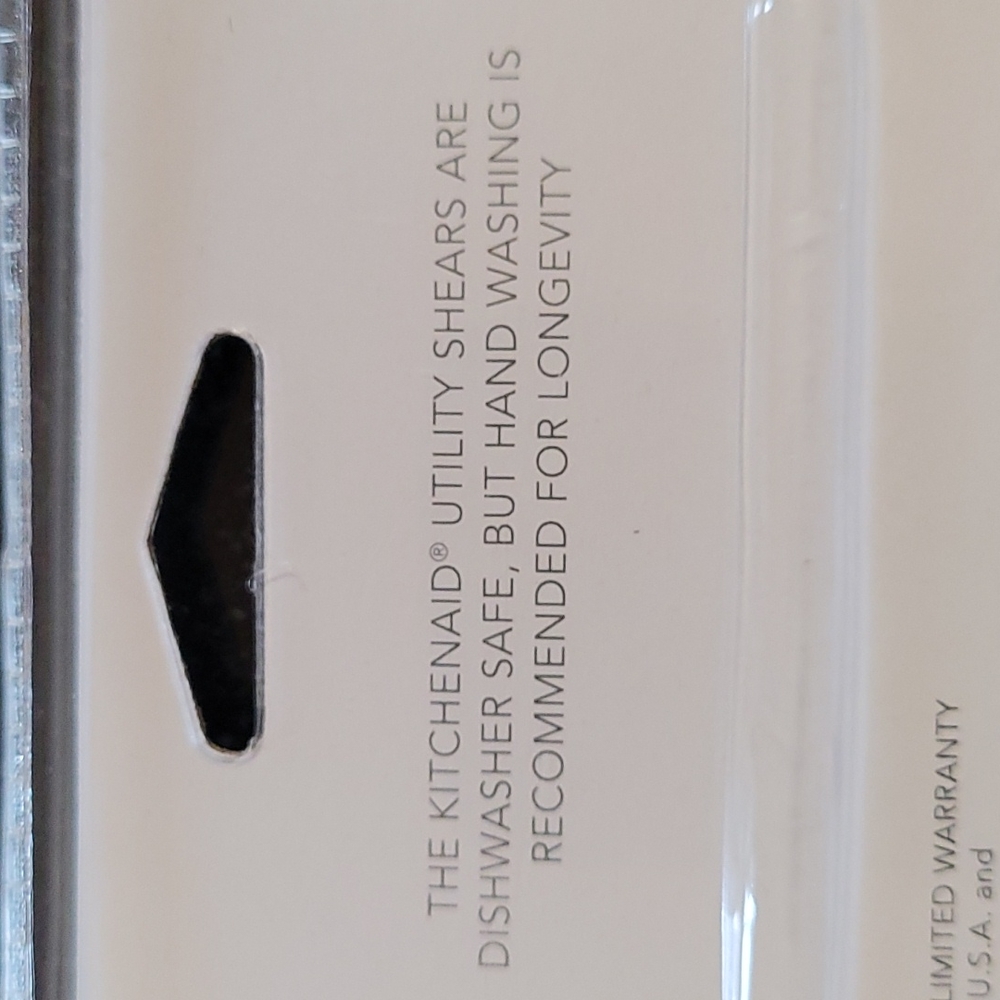 THE KITCHENAID® UTILITY SHEARS ARE
DISHWASHER SAFE, BUT HAND WASHING IS
RECOMMENDED FOR LONGEVITY
LIMITED WARRANTY
U.S.A. and